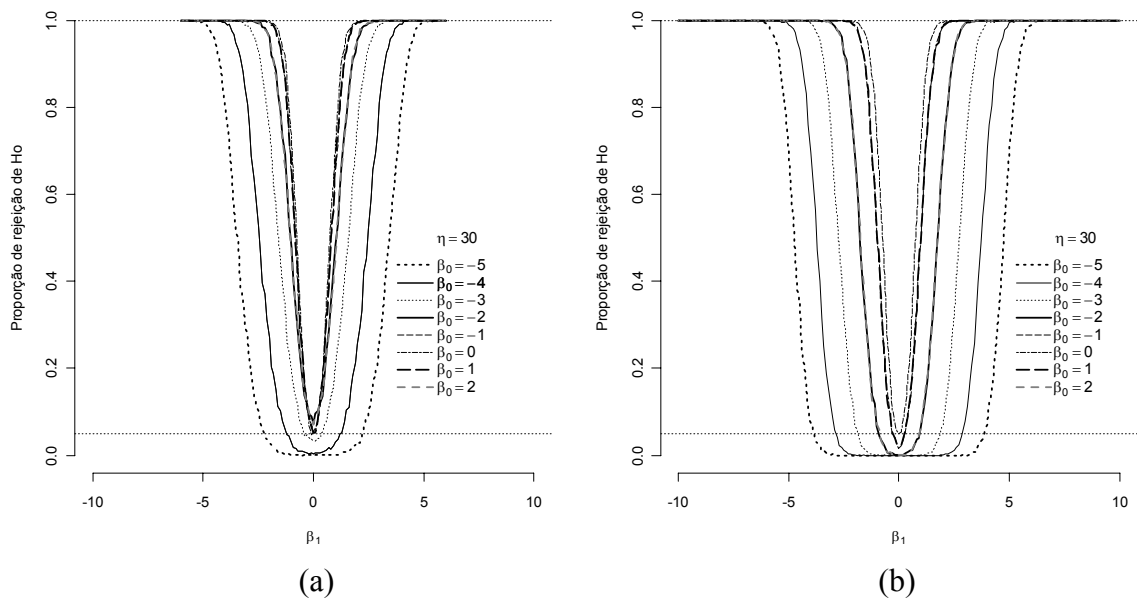 1.0
0.8
0.6
0.4
0.2
0.0
Proporção de rejeição de Ho
η = 30
β0 = −5
β0 = −4
β0 = −3
β0 = −2
β0 = −1
β0 = 0
β0 = 1
β0 = 2
-10 -5 0 5 10
β1
(a)
1.0
0.8
0.6
0.4
0.2
0.0
Proporção de rejeição de Ho
η = 30
β0 = −5
β0 = −4
β0 = −3
β0 = −2
β0 = −1
β0 = 0
β0 = 1
β0 = 2
-10 -5 0 5 10
β1
(b)